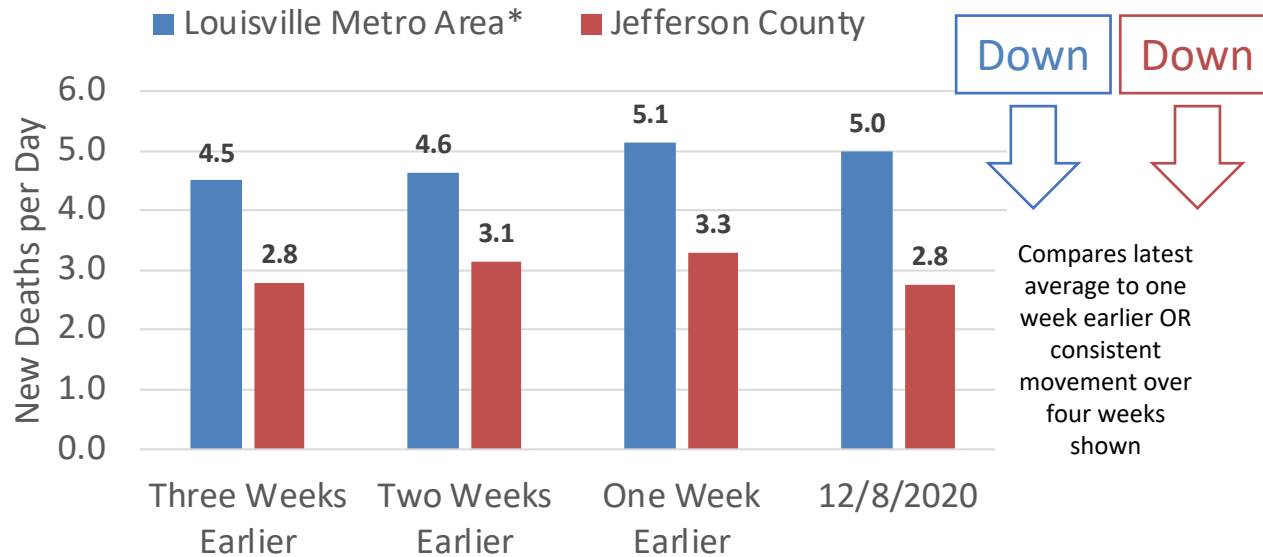 Louisville Metro Area*
Jefferson County
Down
Down
New Deaths per Day
6.0
5.0
4.0
3.0
2.0
1.0
0.0
4.5
2.8
4.6
3.1
5.1
3.3
5.0
2.8
Three Weeks
Earlier
Two Weeks
Earlier
One Week
Earlier
12/8/2020
Compares latest
average to one
week earlier OR
consistent
movement over
four weeks
shown